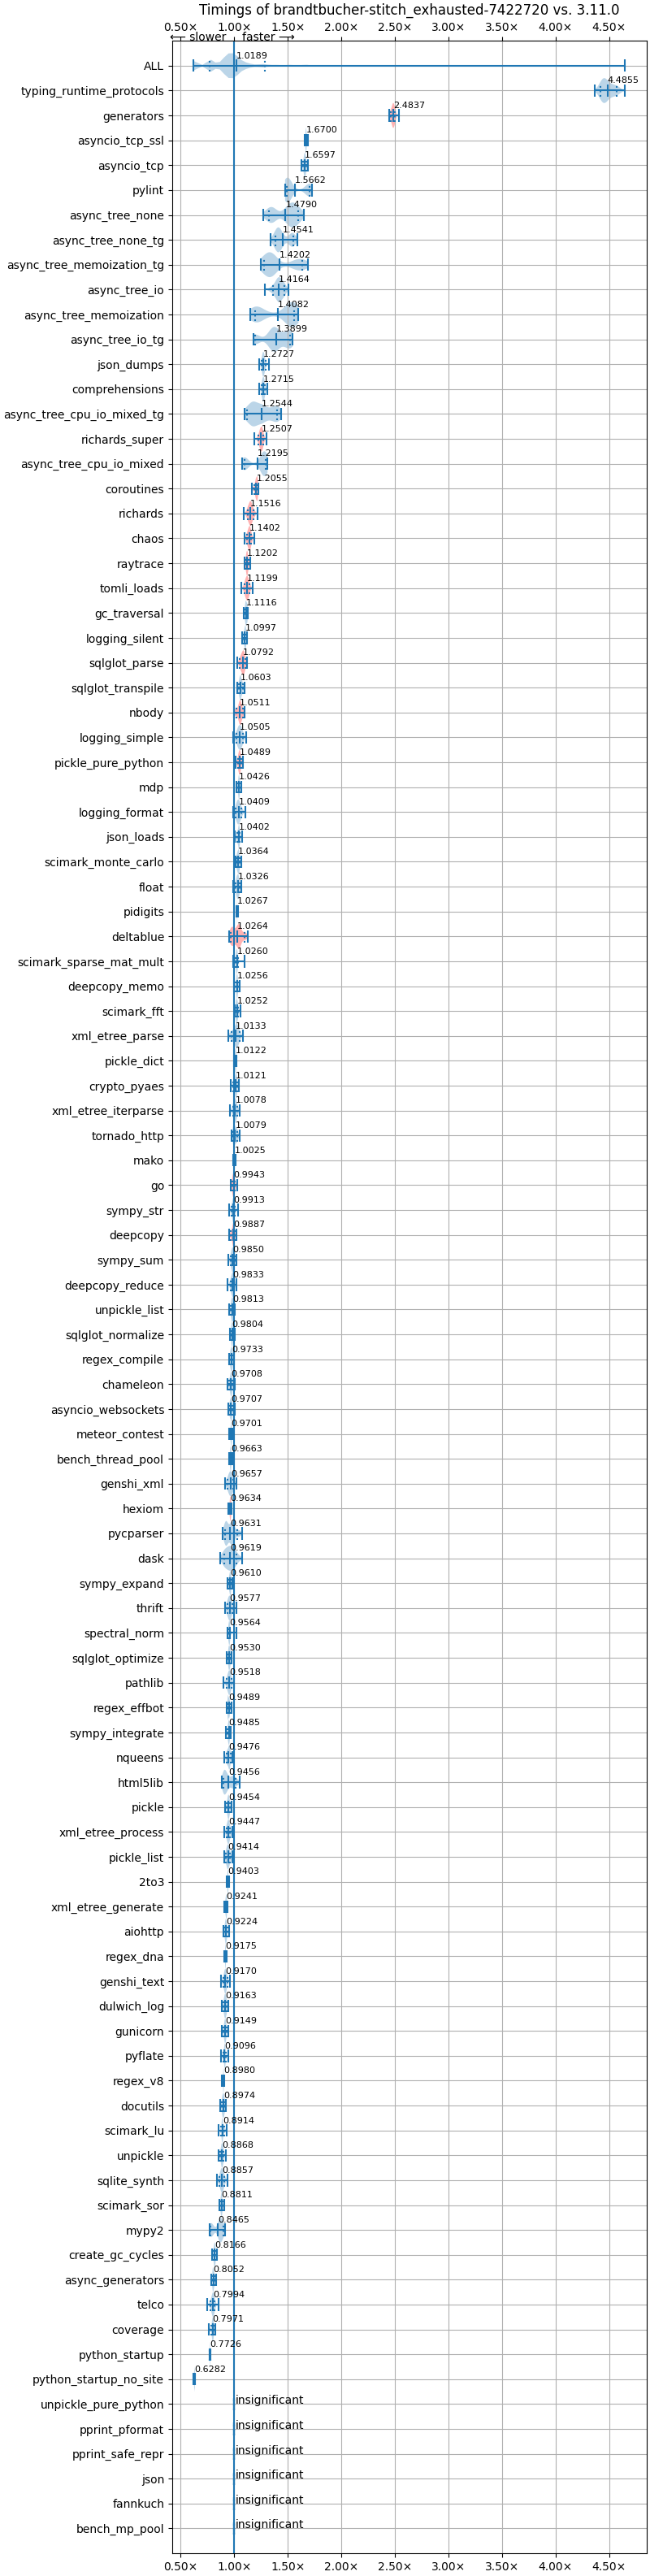 Timings of brandtbucher-stitch_exhausted-7422720 vs. 3.11.0
0.50× 1.00× 1.50× 2.00× 2.50× 3.00× 3.50× 4.00× 4.50×
⟵ slower faster ⟶
ALL 1.0189
typing_runtime_protocols 4.4855
generators 2.4837
asyncio_tcp_ssl 1.6700
asyncio_tcp 1.6597
pylint 1.5662
async_tree_none 1.4790
async_tree_none_tg 1.4541
async_tree_memoization_tg 1.4202
async_tree_io 1.4164
async_tree_memoization 1.4082
async_tree_io_tg 1.3899
json_dumps 1.2727
comprehensions 1.2715
async_tree_cpu_io_mixed_tg 1.2544
richards_super 1.2507
async_tree_cpu_io_mixed 1.2195
coroutines 1.2055
richards 1.1516
chaos 1.1402
raytrace 1.1202
tomli_loads 1.1199
gc_traversal 1.1116
logging_silent 1.0997
sqlglot_parse 1.0792
sqlglot_transpile 1.0603
nbody 1.0511
logging_simple 1.0505
pickle_pure_python 1.0489
mdp 1.0426
logging_format 1.0409
json_loads 1.0402
scimark_monte_carlo 1.0364
float 1.0326
pidigits 1.0267
deltablue 1.0264
scimark_sparse_mat_mult 1.0260
deepcopy_memo 1.0256
scimark_fft 1.0252
xml_etree_parse 1.0133
pickle_dict 1.0122
crypto_pyaes 1.0121
xml_etree_iterparse 1.0078
tornado_http 1.0079
mako 1.0025
go 0.9943
sympy_str 0.9913
deepcopy 0.9887
sympy_sum 0.9850
deepcopy_reduce 0.9833
unpickle_list 0.9813
sqlglot_normalize 0.9804
regex_compile 0.9733
chameleon 0.9708
asyncio_websockets 0.9707
meteor_contest 0.9701
bench_thread_pool 0.9663
genshi_xml 0.9657
hexiom 0.9634
pycparser 0.9631
dask 0.9619
sympy_expand 0.9610
thrift 0.9577
spectral_norm 0.9564
sqlglot_optimize 0.9530
pathlib 0.9518
regex_effbot 0.9489
sympy_integrate 0.9485
nqueens 0.9476
html5lib 0.9456
pickle 0.9454
xml_etree_process 0.9447
pickle_list 0.9414
2to3 0.9403
xml_etree_generate 0.9241
aiohttp 0.9224
regex_dna 0.9175
genshi_text 0.9170
dulwich_log 0.9163
gunicorn 0.9149
pyflate 0.9096
regex_v8 0.8980
docutils 0.8974
scimark_lu 0.8914
unpickle 0.8868
sqlite_synth 0.8857
scimark_sor 0.8811
mypy2 0.8465
create_gc_cycles 0.8166
async_generators 0.8052
telco 0.7994
coverage 0.7971
python_startup 0.7726
python_startup_no_site 0.6282
unpickle_pure_python insignificant
pprint_pformat insignificant
pprint_safe_repr insignificant
json insignificant
fannkuch insignificant
bench_mp_pool insignificant
0.50× 1.00× 1.50× 2.00× 2.50× 3.00× 3.50× 4.00× 4.50×